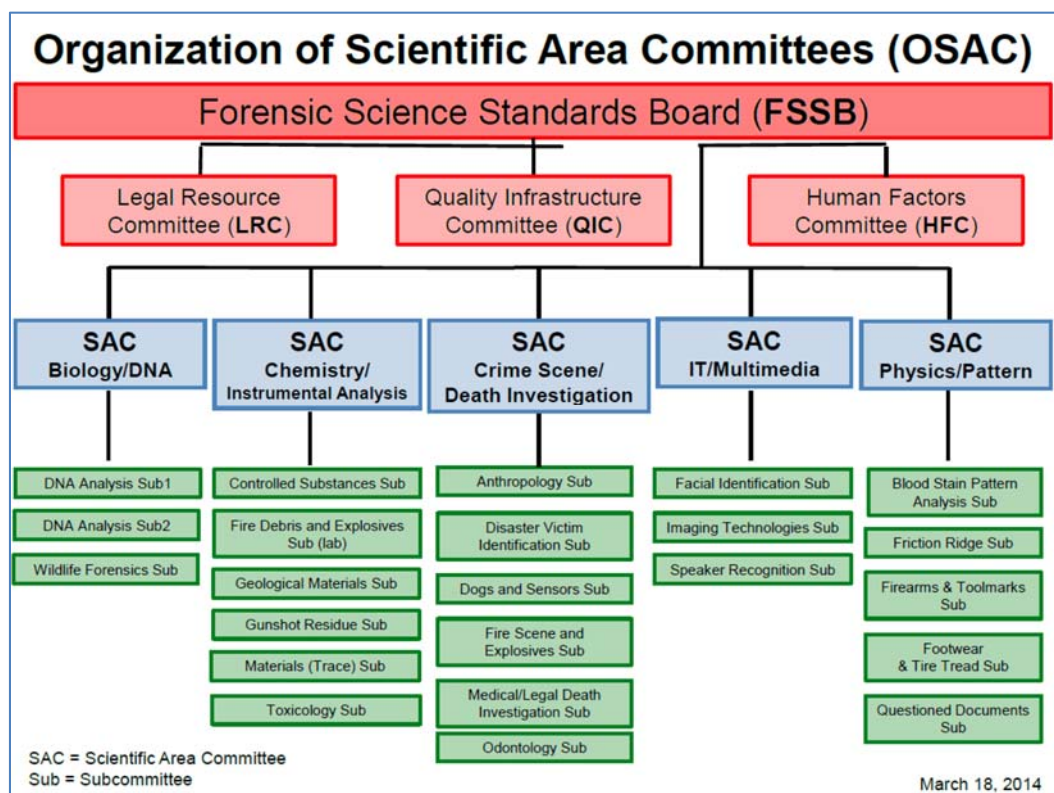 Organization of Scientific Area Committees (OSAC)
Forensic Science Standards Board (FSSB)
Legal Resource
Committee (LRC)
Quality Infrastructure
Committee (QIC)
Human Factors
Committee (HFC)
SAC
Biology/DNA
SAC
Chemistry/
Instrumental Analysis
SAC
Crime Scene/
Death Investigation
SAC
IT/Multimedia
SAC
Physics/Pattern
DNA Analysis Sub1
DNA Analysis Sub2
Wildlife Forensics Sub
Controlled Substances Sub
Fire Debris and Explosives
Sub (lab)
Geological Materials Sub
Gunshot Residue Sub
Materials (Trace) Sub
Toxicology Sub
Anthropology Sub
Disaster Victim
Identification Sub
Dogs and Sensors Sub
Fire Scene and
Explosives Sub
Medical/Legal Death
Investigation Sub
Odontology Sub
Facial Identification Sub
Imaging Technologies Sub
Speaker Recognition Sub
Blood Stain Pattern
Analysis Sub
Friction Ridge Sub
Firearms & Toolmarks
Sub
Footwear
& Tire Tread Sub
Questioned Documents
Sub
SAC = Scientific Area Committee
Sub = Subcommittee
March 18, 2014